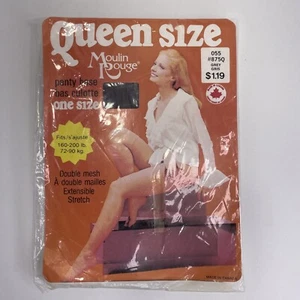 Queen size
Moulin
Rouge
panty hose
bas culotte
one size
055
#875Q
GREY
$1.19
Fits/s'ajuste
160-200 lb.
72-90 kg.
Double mesh
A double mailles
Extensible
Stretch